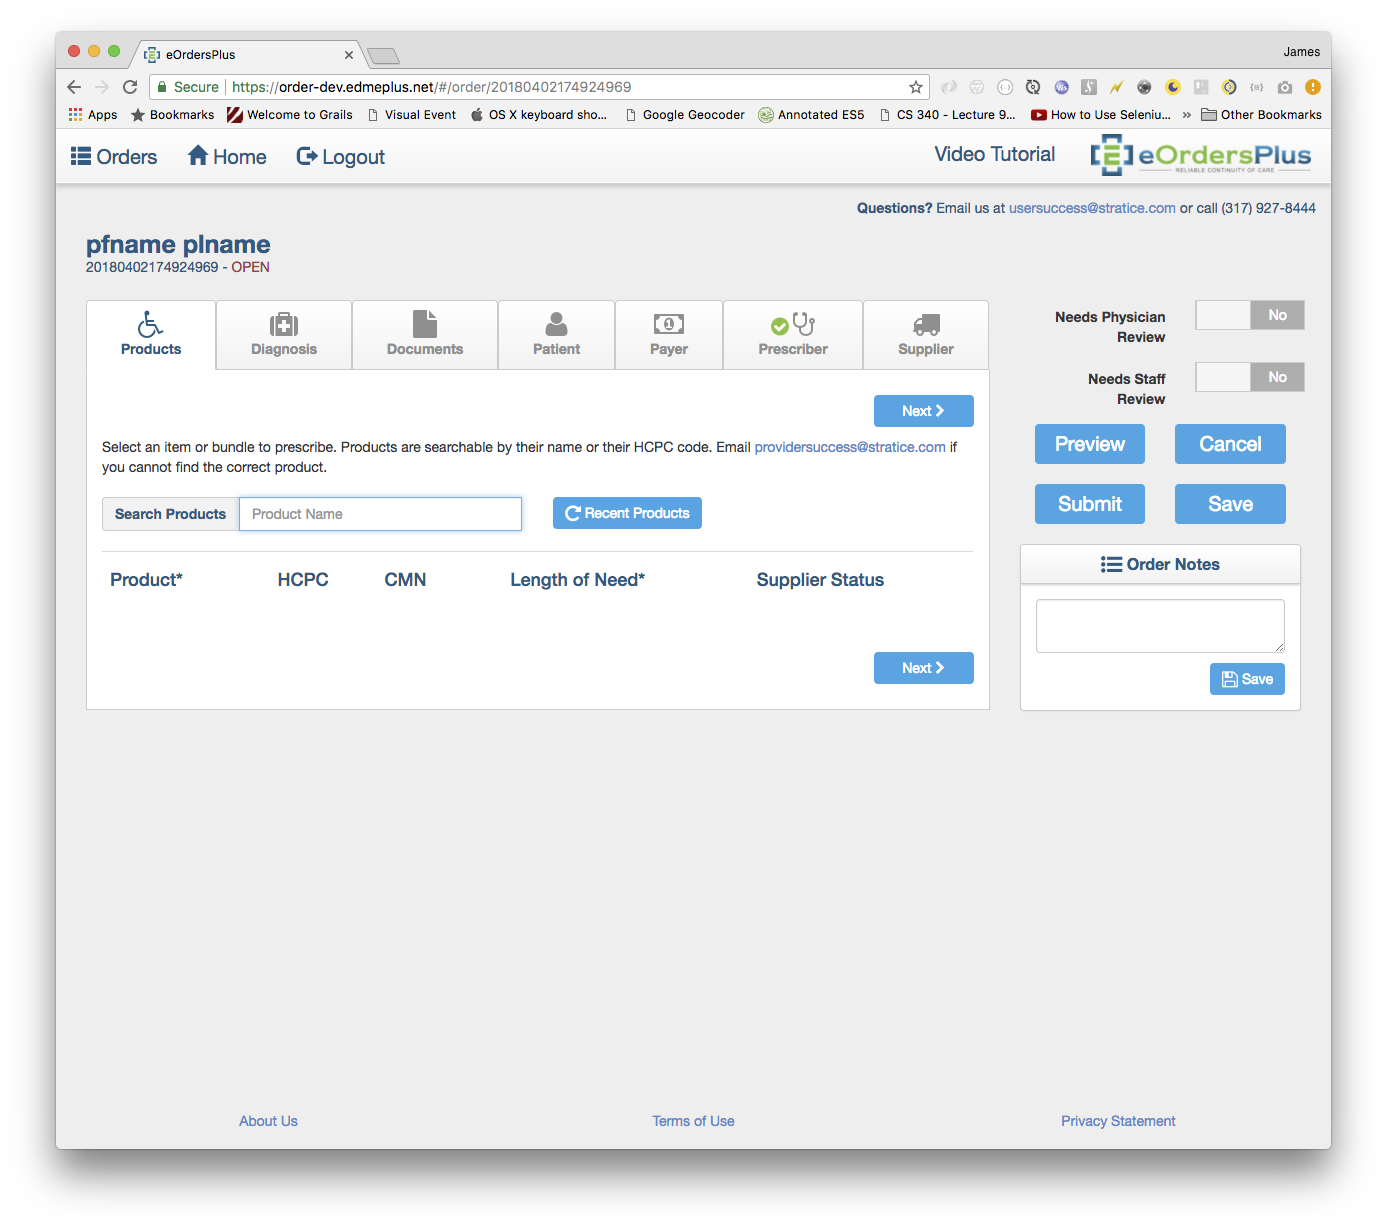 eOrdersPlus
James
Secure https://order-dev.edmeplus.net/#/order/20180402174924969
Apps Bookmarks Welcome to Grails Visual Event OS X keyboard sho... Google Geocoder Annotated ES5 CS 340 - Lecture 9... How to Use Seleniu... » Other Bookmarks
Orders Home Logout Video Tutorial eOrdersPlus
RELIABLE CONTINUITY OF CARE
Questions? Email us at usersuccess@stratice.com or call (317) 927-8444
pfname plname
20180402174924969 - OPEN
Products Diagnosis Documents Patient Payer Prescriber Supplier
Needs Physician Review No
Needs Staff Review No
Next
Select an item or bundle to prescribe. Products are searchable by their name or their HCPC code. Email providersuccess@stratice.com if
you cannot find the correct product.
Preview Cancel
Search Products Product Name Recent Products
Submit Save
Product* HCPC CMN Length of Need* Supplier Status
Order Notes
Next
Save
About Us Terms of Use Privacy Statement